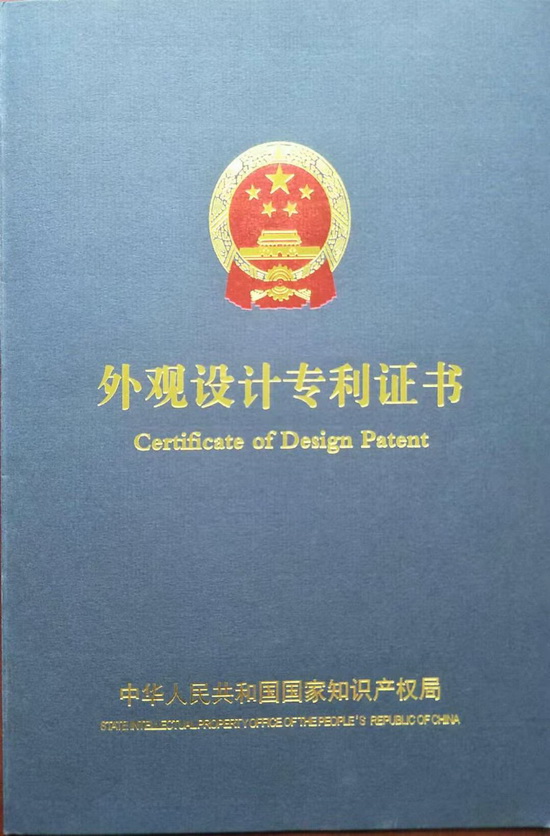 外观设计专利证书
Certificate of Design Patent
中华人民共和国国家知识产权局
STATE INTELLECTUAL PROPERTY OFFICE OF THE PEOPLE'S REPUBLIC OF CHINA